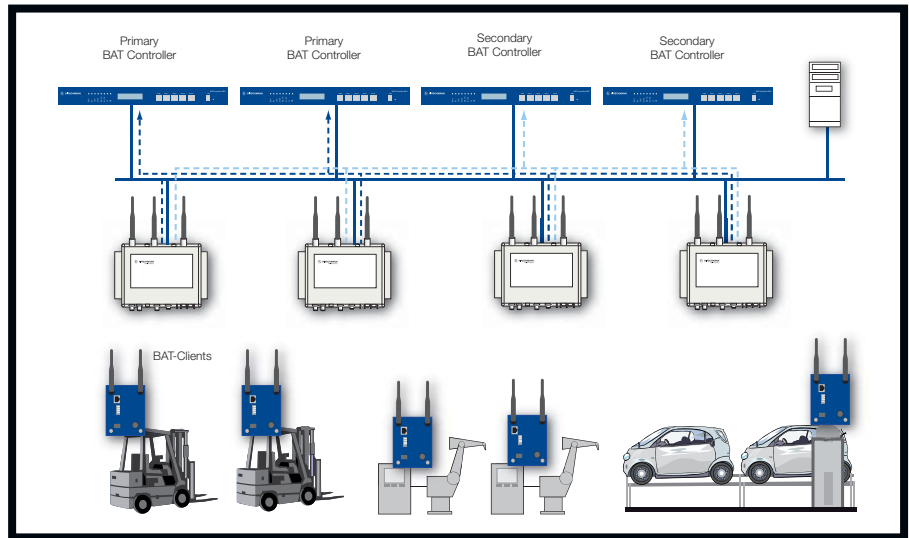 Primary
BAT Controller
Primary
BAT Controller
Secondary
BAT Controller
Secondary
BAT Controller
BAT-Clients